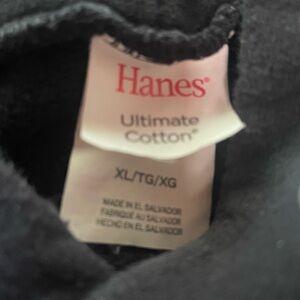 Hanes®
Ultimate
Cotton®
XL/TG/XG
MADE IN EL SALVADOR
FABRIQUÉ AU SALVADOR
HECHO EN EL SALVADOR